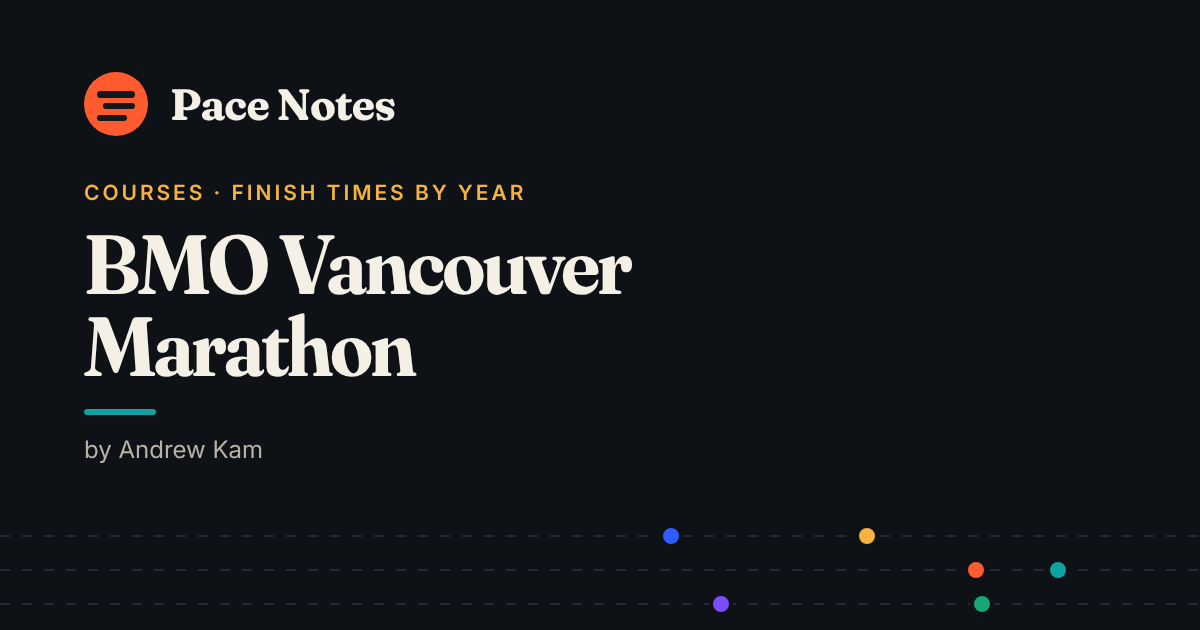 Pace Notes
COURSES · FINISH TIMES BY YEAR
BMO Vancouver
Marathon
by Andrew Kam